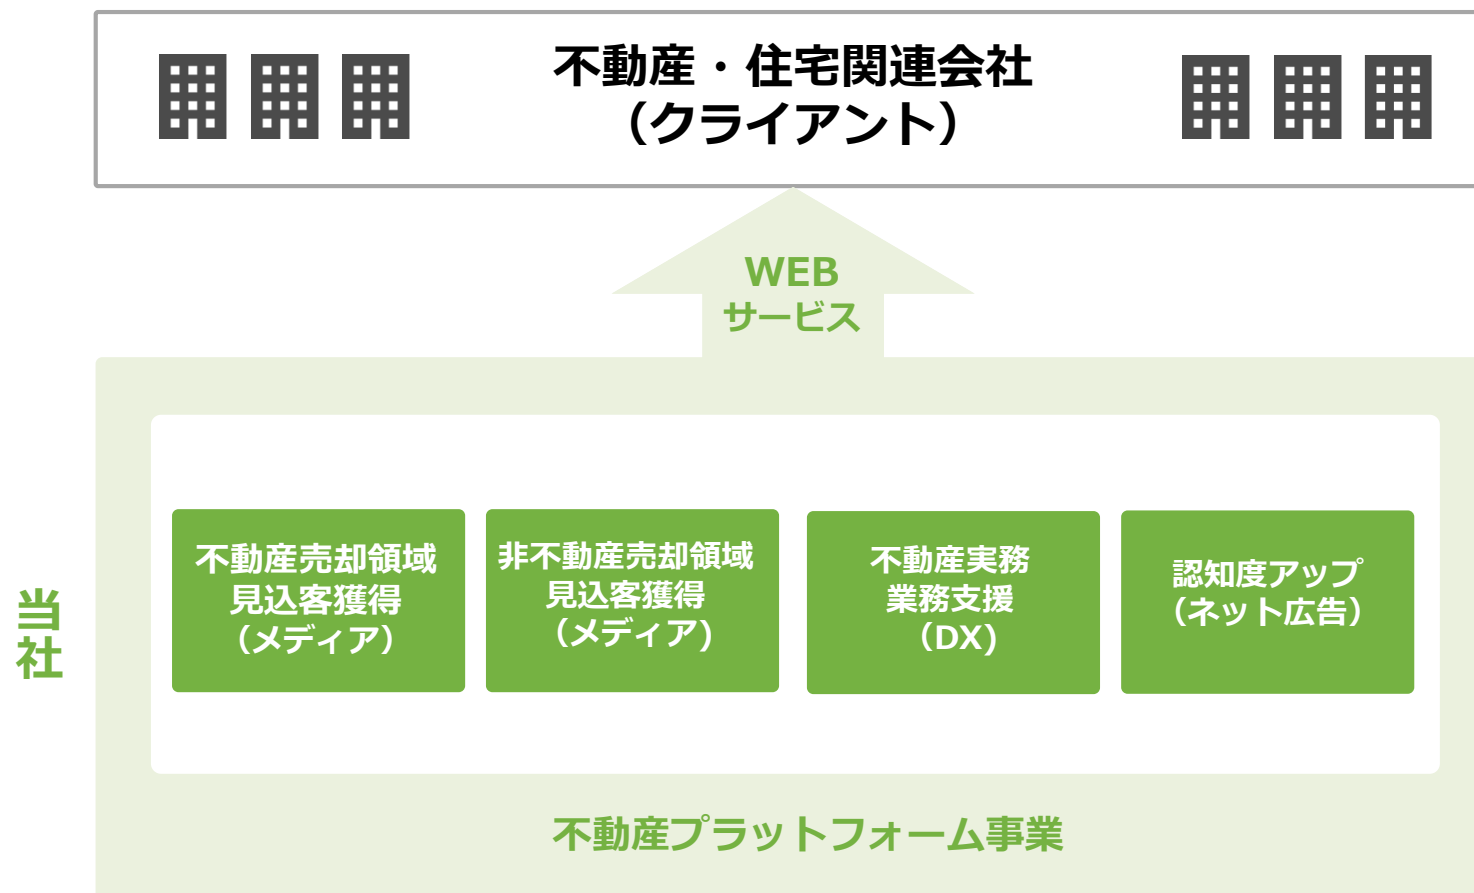 不動産・住宅関連会社
（クライアント）
WEB
サービス
当
社
不動産売却領域
見込客獲得
（メディア）
非不動産売却領域
見込客獲得
（メディア)
不動産実務
業務支援
（DX)
認知度アップ
（ネット広告）
不動産プラットフォーム事業